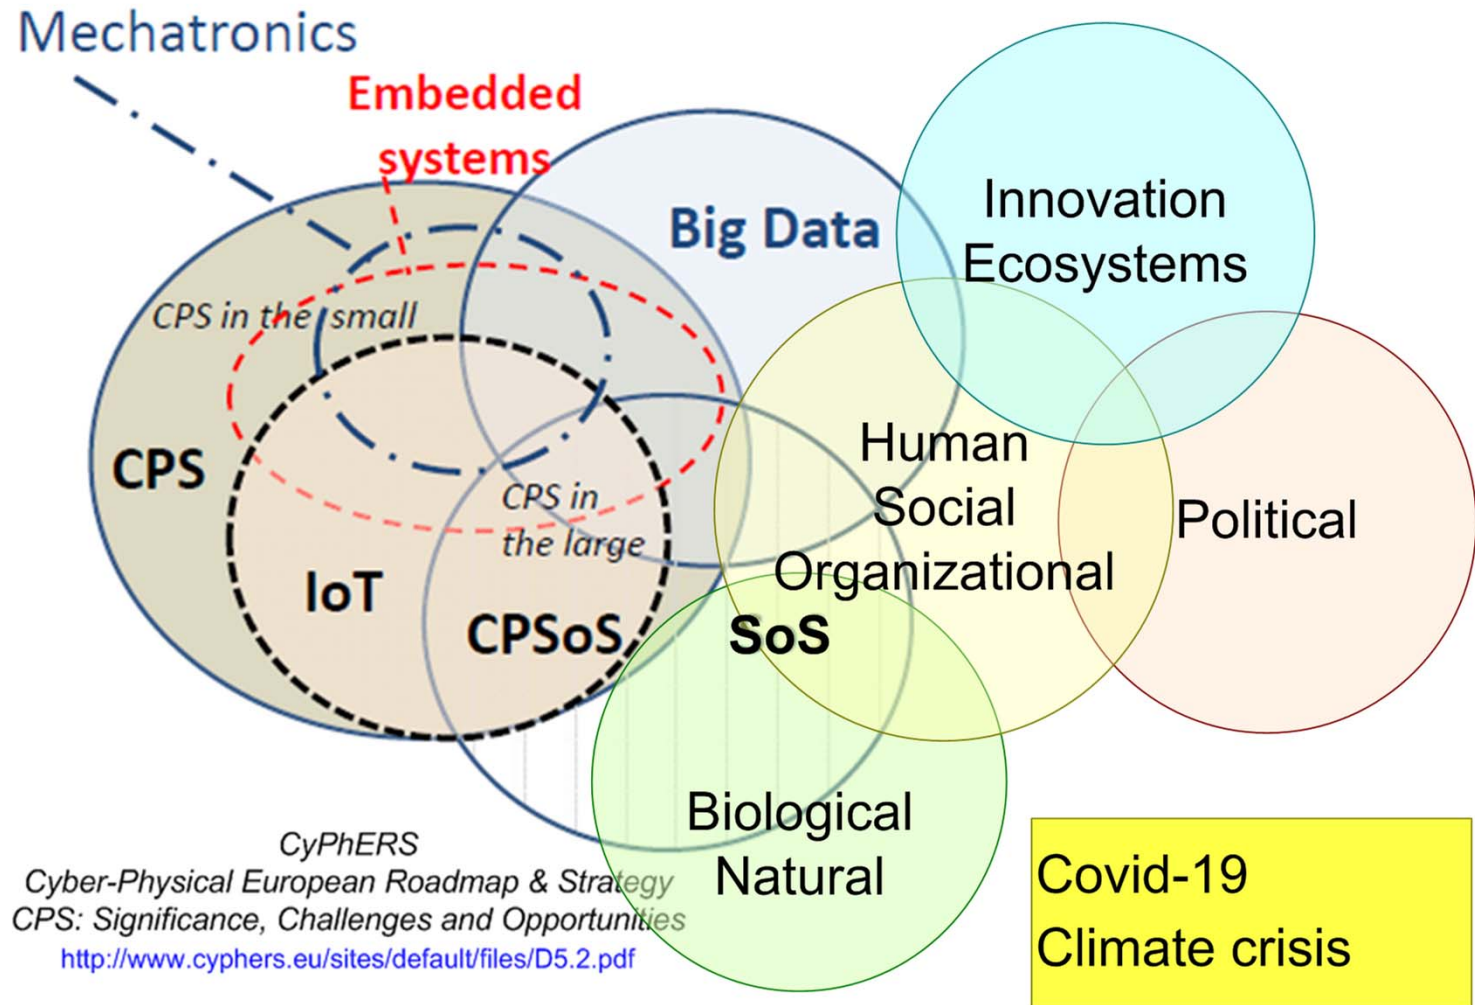 Mechatronics
Embedded
systems
Big Data
Innovation
Ecosystems
CPS in the small
CPS
Human
Social
Organizational
Political
CPS in
the large
IoT
CPSoS
SoS
Biological
Natural
CyPhERS
Cyber-Physical European Roadmap & Strategy
CPS: Significance, Challenges and Opportunities
http://www.cyphers.eu/sites/default/files/D5.2.pdf
Covid-19
Climate crisis